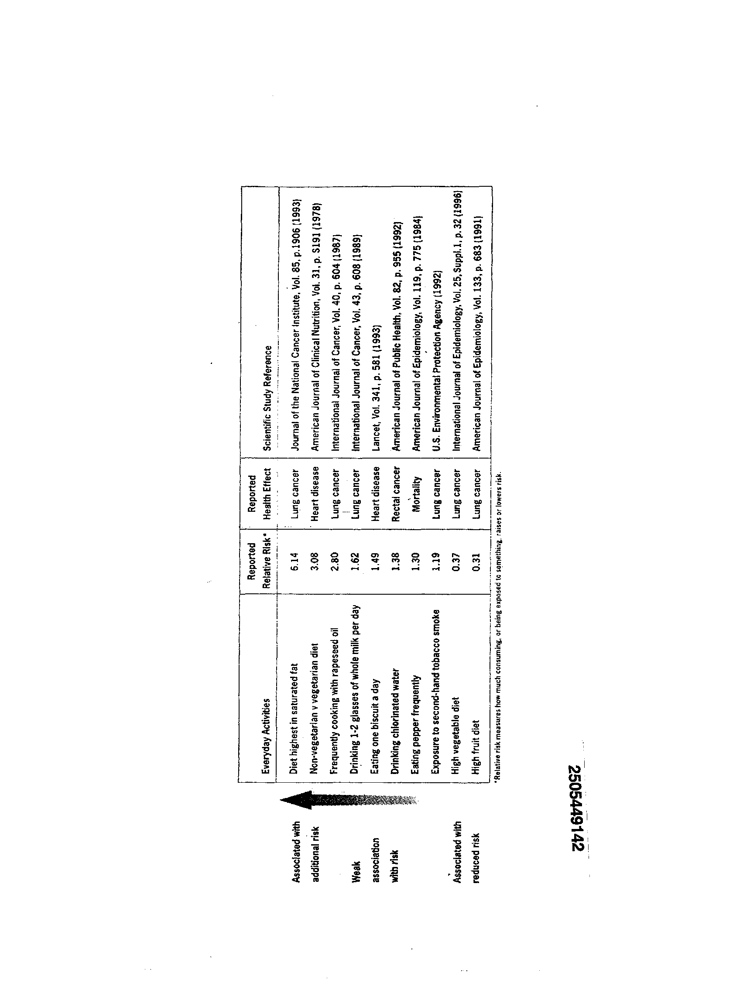 Reported Reported
Everyday Activities Relative Risk* Health Effect Scientific Study Reference
Associated with Diet highest in saturated fat 6.14 Lung cancer Journal of the National Cancer Institute, Vol. 85, p.1906 (1993)
additional risk Non-vegetarian v vegetarian diet 3.08 Heart disease American Journal of Clinical Nutrition, Vol. 31, p. S191 (1978)
Frequently cooking with rapeseed oil 2.80 Lung cancer International Journal of Cancer, Vol. 40, p. 604 (1987)
Weak Drinking 1-2 glasses of whole milk per day 1.62 Lung cancer International Journal of Cancer, Vol. 43, p. 608 (1989)
association Eating one biscuit a day 1.49 Heart disease Lancet, Vol. 341, p. 581 (1993)
with risk Drinking chlorinated water 1.38 Rectal cancer American Journal of Public Health, Vol. 82, p. 955 (1992)
Eating pepper frequently 1.30 Mortality American Journal of Epidemiology, Vol. 119, p. 775 (1984)
Exposure to second-hand tobacco smoke 1.19 Lung cancer U.S. Environmental Protection Agency (1992)
Associated with High vegetable diet 0.37 Lung cancer International Journal of Epidemiology, Vol. 25, Suppl.1, p. 32 (1996)
reduced risk High fruit diet 0.31 Lung cancer American Journal of Epidemiology, Vol. 133, p. 683 (1991)
*Relative risk measures how much consuming, or being exposed to something, raises or lowers risk.
2505449142